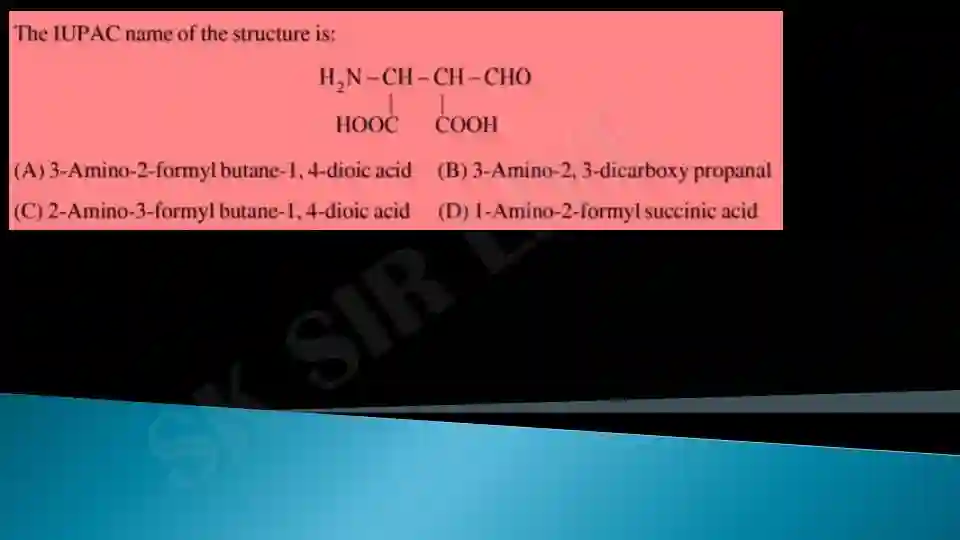 The IUPAC name of the structure is:
H₂N – CH – CH – CHO
| |
HOOC COOH
(A) 3-Amino-2-formyl butane-1, 4-dioic acid (B) 3-Amino-2, 3-dicarboxy propanal
(C) 2-Amino-3-formyl butane-1, 4-dioic acid (D) 1-Amino-2-formyl succinic acid
SK SIR